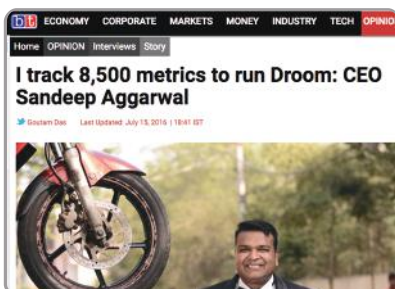 bt ECONOMY CORPORATE MARKETS MONEY INDUSTRY TECH OPINIO
Home OPINION Interviews Story
I track 8,500 metrics to run Droom: CEO
Sandeep Aggarwal
Goutam Das Last Updated: July 15, 2016 | 18:41 IST